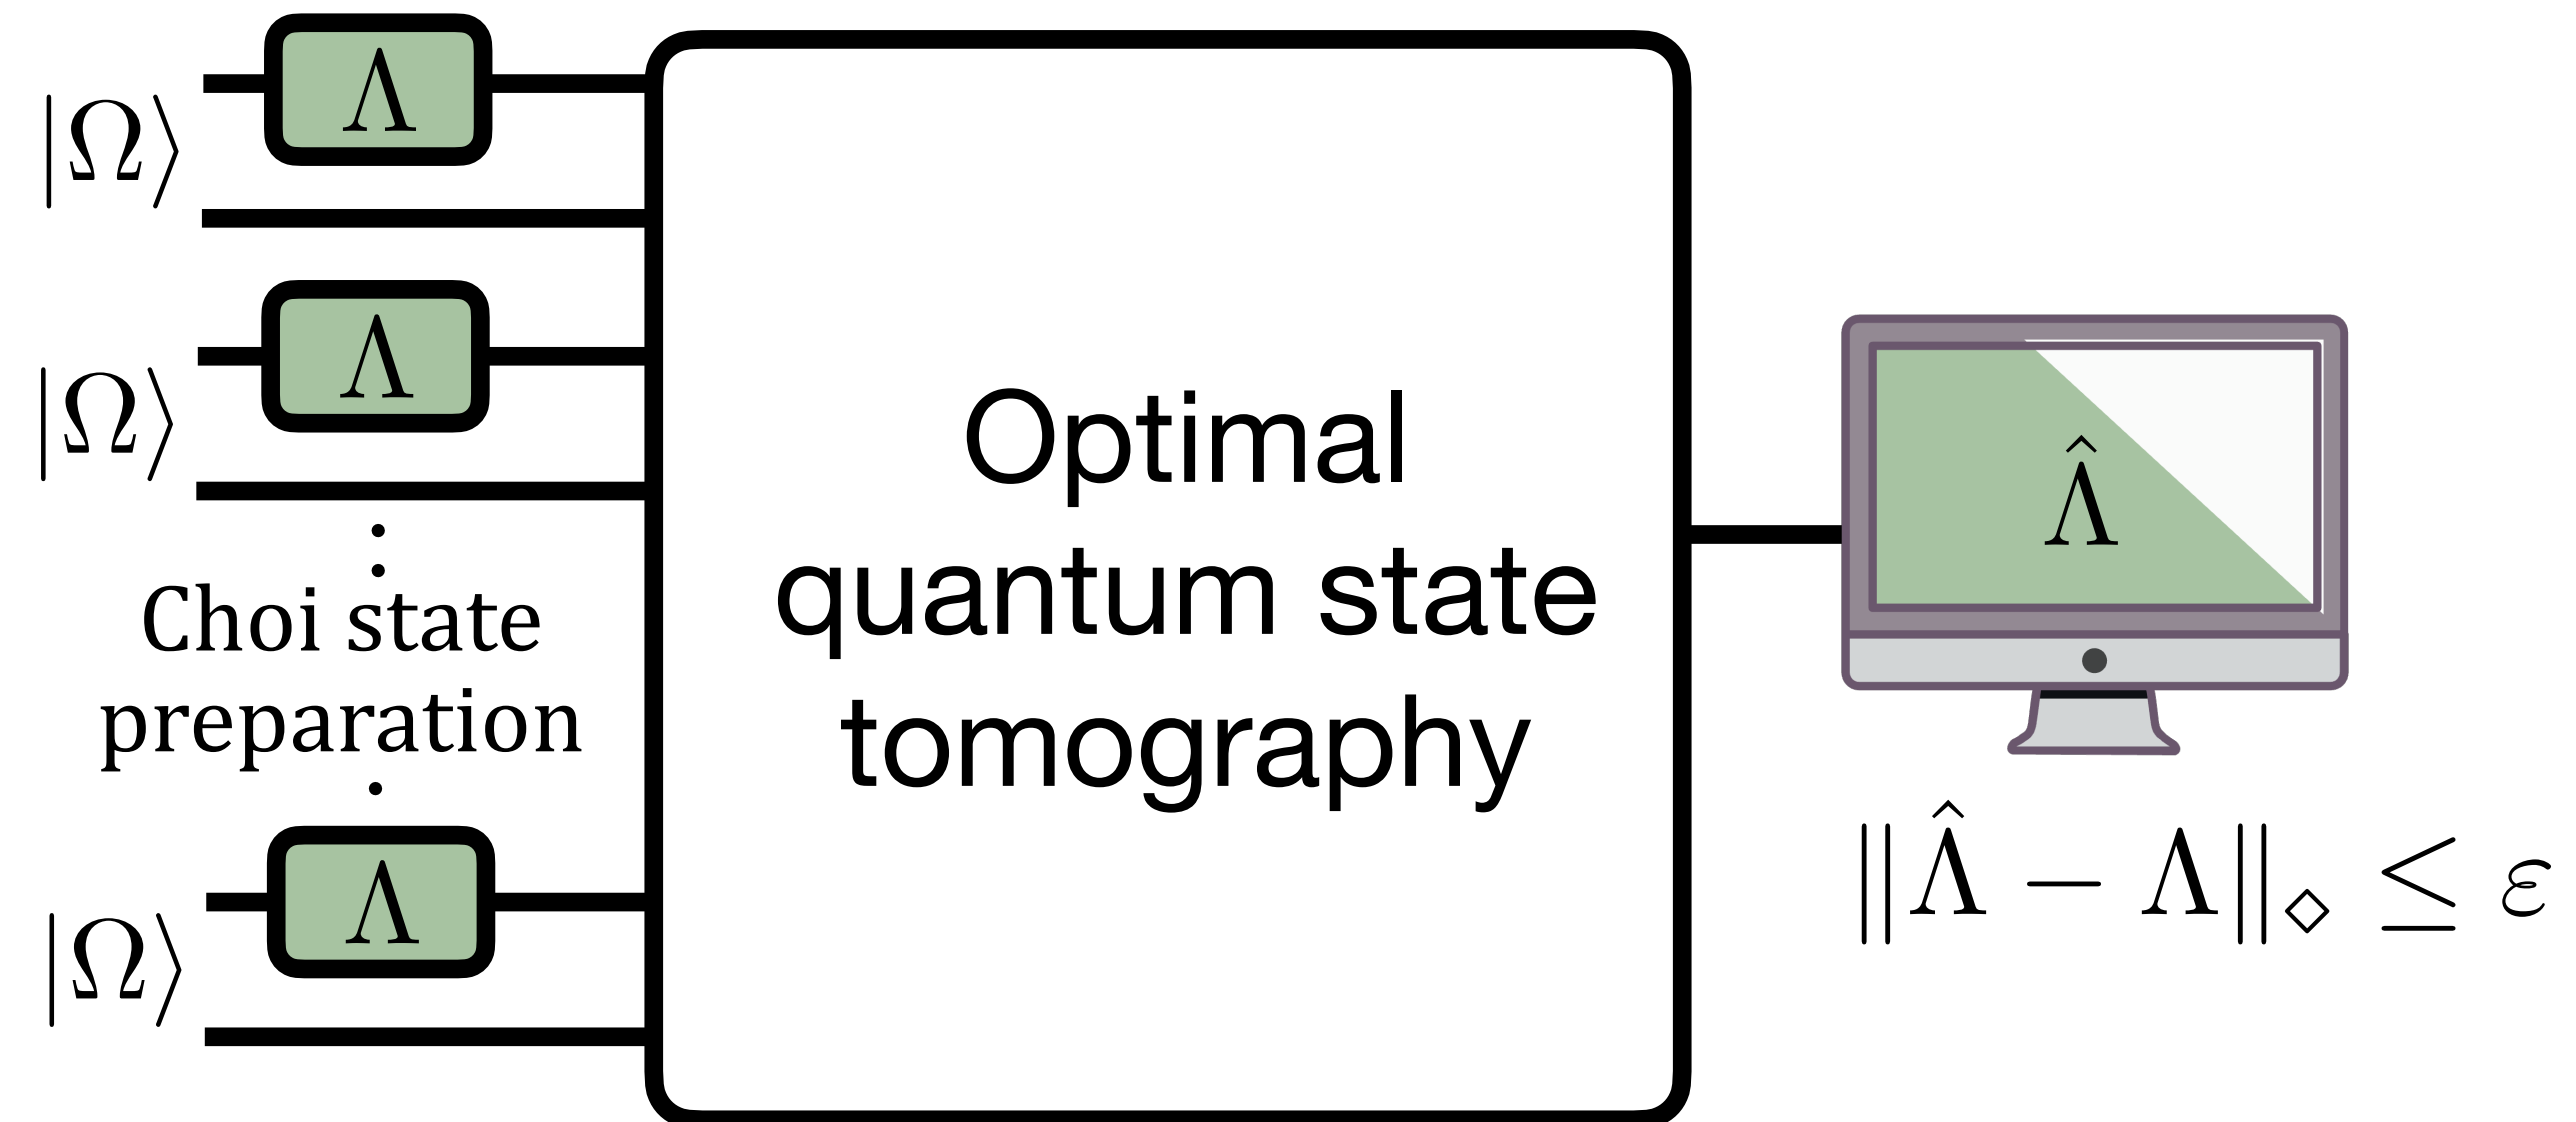 |Ω⟩ Λ
|Ω⟩ Λ
Choi state
preparation
|Ω⟩ Λ
Optimal
quantum state
tomography
Λ̂
‖Λ̂ − Λ‖⋄ ≤ ε